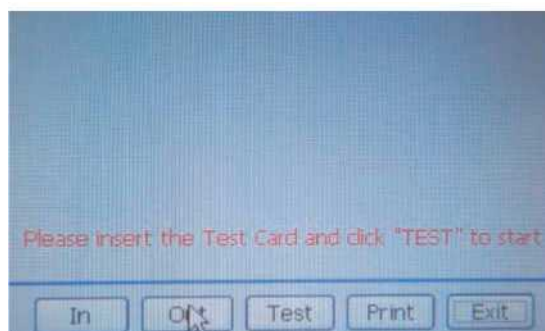 Please insert the Test Card and click "TEST" to start
In Out Test Print Exit